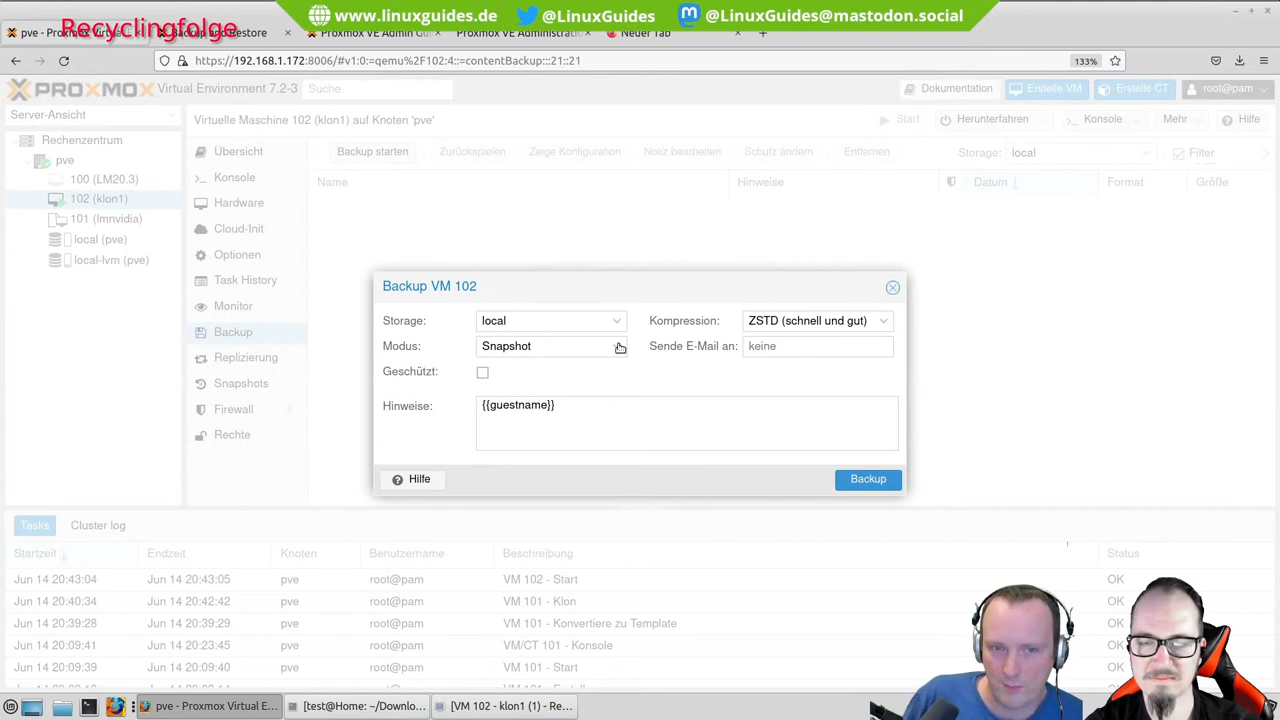 www.linuxguides.de @LinuxGuides @LinuxGuides@mastodon.social
Recyclingfolge
pve - Proxmox Virtual Backup and Restore Proxmox VE Admin Gu Proxmox VE Administratio Neuer Tab
https://192.168.1.172:8006/#v1:0:=qemu%2F102:4::=contentBackup:::21::21 133%
PROXMOX Virtual Environment 7.2-3 Suche Dokumentation Erstelle VM Erstelle CT root@pam
Server-Ansicht Virtuelle Maschine 102 (klon1) auf Knoten 'pve' Start Herunterfahren Konsole Mehr Hilfe
Rechenzentrum
pve
100 (LM20.3)
102 (klon1)
101 (lmnvidia)
local (pve)
local-lvm (pve)
Übersicht
Konsole
Hardware
Cloud-Init
Optionen
Task History
Monitor
Backup
Replizierung
Snapshots
Firewall
Rechte
Backup starten Zurückspielen Zeige Konfiguration Notiz bearbeiten Schutz ändern Entfernen Storage: local Filter
Name Hinweise Datum Format Größe
Backup VM 102
Storage: local Kompression: ZSTD (schnell und gut)
Modus: Snapshot Sende E-Mail an: keine
Geschützt:
Hinweise: {{guestname}}
Hilfe Backup
Tasks Cluster log
Startzeit Endzeit Knoten Benutzername Beschreibung Status
Jun 14 20:43:04 Jun 14 20:43:05 pve root@pam VM 102 - Start OK
Jun 14 20:40:34 Jun 14 20:42:42 pve root@pam VM 101 - Klon OK
Jun 14 20:39:28 Jun 14 20:39:29 pve root@pam VM 101 - Konvertiere zu Template
Jun 14 20:09:41 Jun 14 20:23:45 pve root@pam VM/CT 101 - Konsole OK
Jun 14 20:09:39 Jun 14 20:09:40 pve root@pam VM 101 - Start OK
pve - Proxmox Virtual E... [test@Home: ~/Downlo... [VM 102 - klon1 (1) - Re...